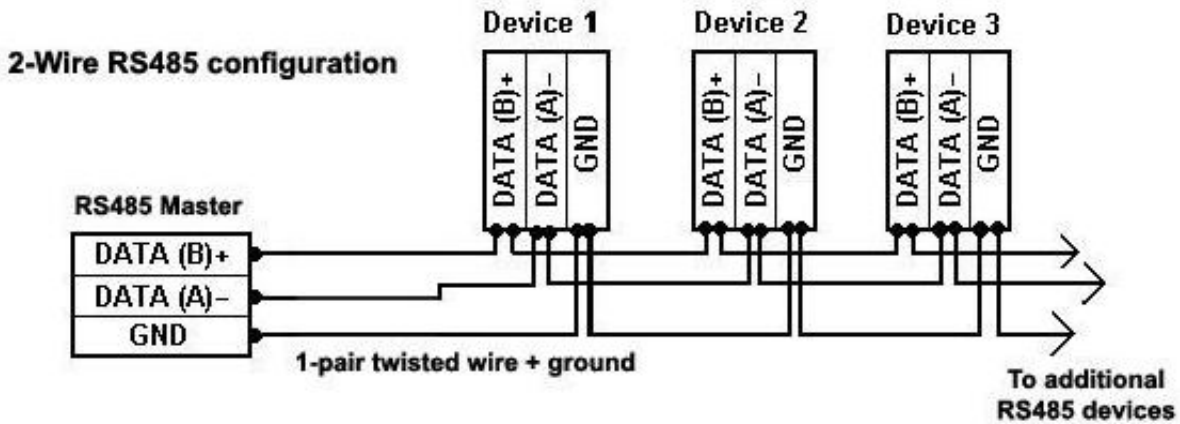 Device 1
Device 2
Device 3
2-Wire RS485 configuration
DATA (B)+
DATA (A)-
GND
DATA (B)+
DATA (A)-
GND
DATA (B)+
DATA (A)-
GND
RS485 Master
DATA (B)+
DATA (A)-
GND
1-pair twisted wire + ground
To additional
RS485 devices